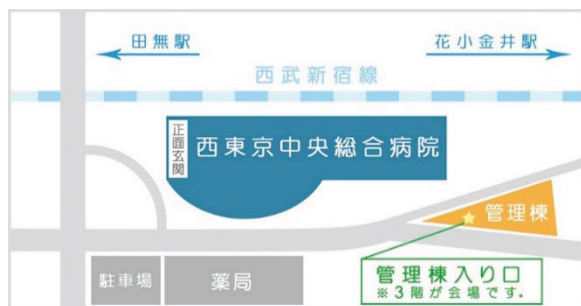 田無駅
花小金井駅
西武新宿線
正面玄関
西東京中央総合病院
管理棟
駐車場
薬局
管理棟入り口
※3階が会場です。